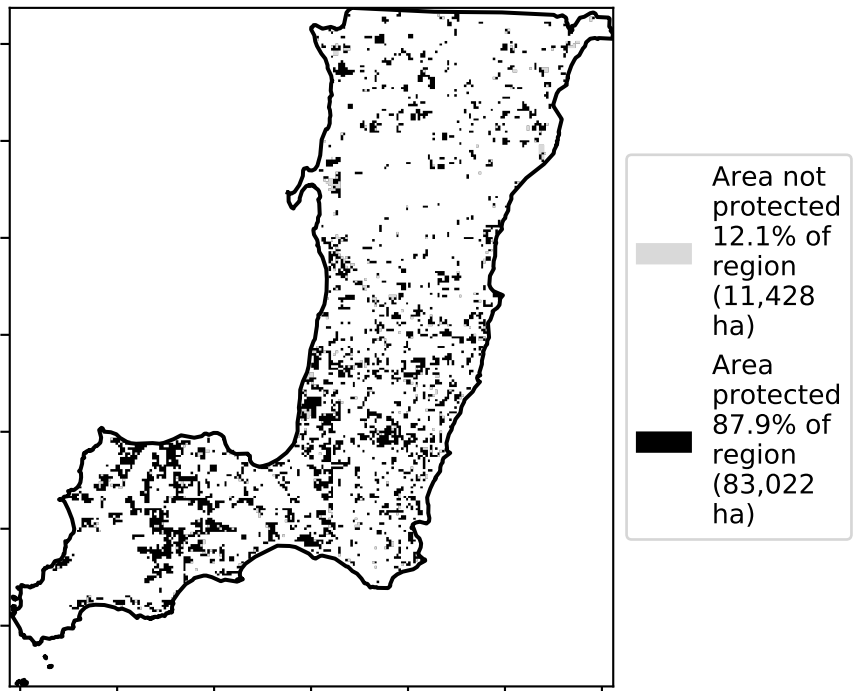 Area not
protected
12.1% of
region
(11,428
ha)
Area
protected
87.9% of
region
(83,022
ha)